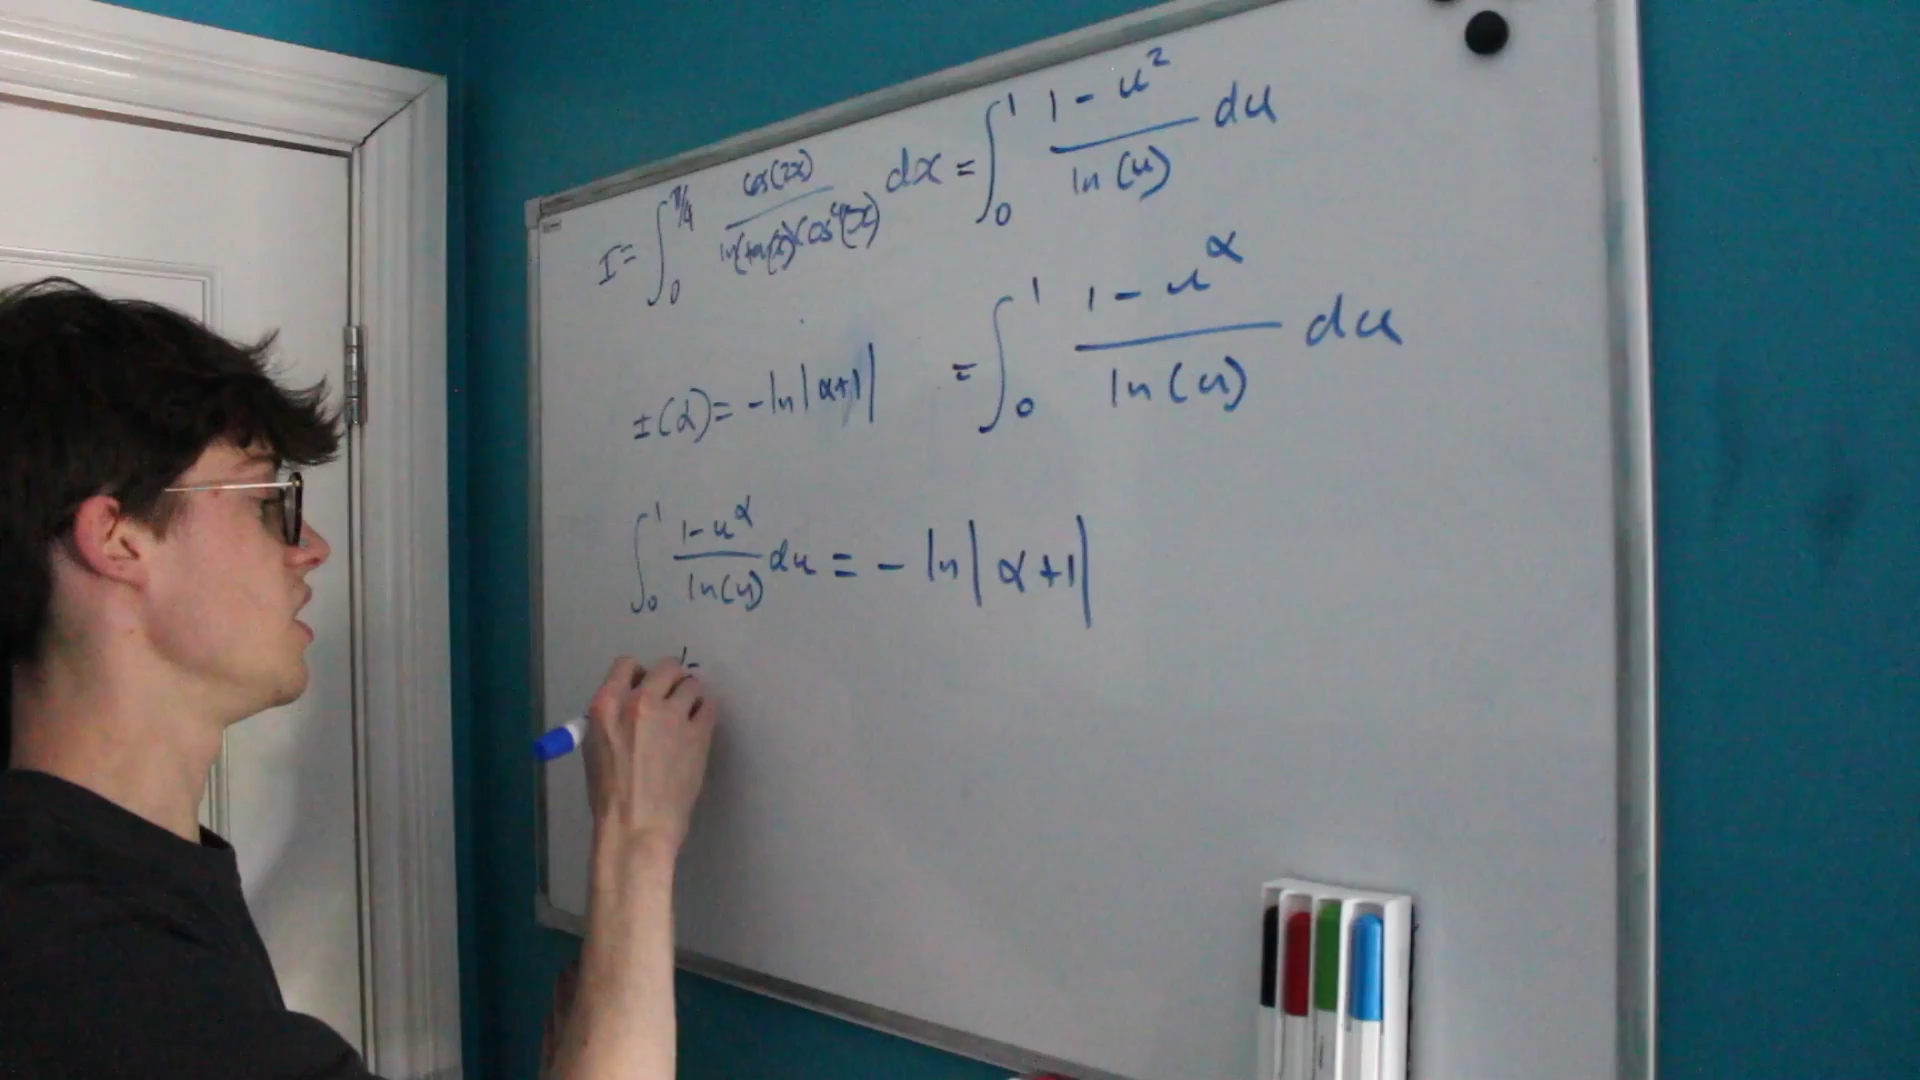 I = ∫₀^{π/4} cos(2x) / ln(tan(x))cos⁴(x) dx = ∫₀¹ 1 - u² / ln(u) du
I(α) = -ln|α+1| = ∫₀¹ 1 - u^α / ln(u) du
∫₀¹ 1-u^α / ln(u) du = - ln|α+1|
1-